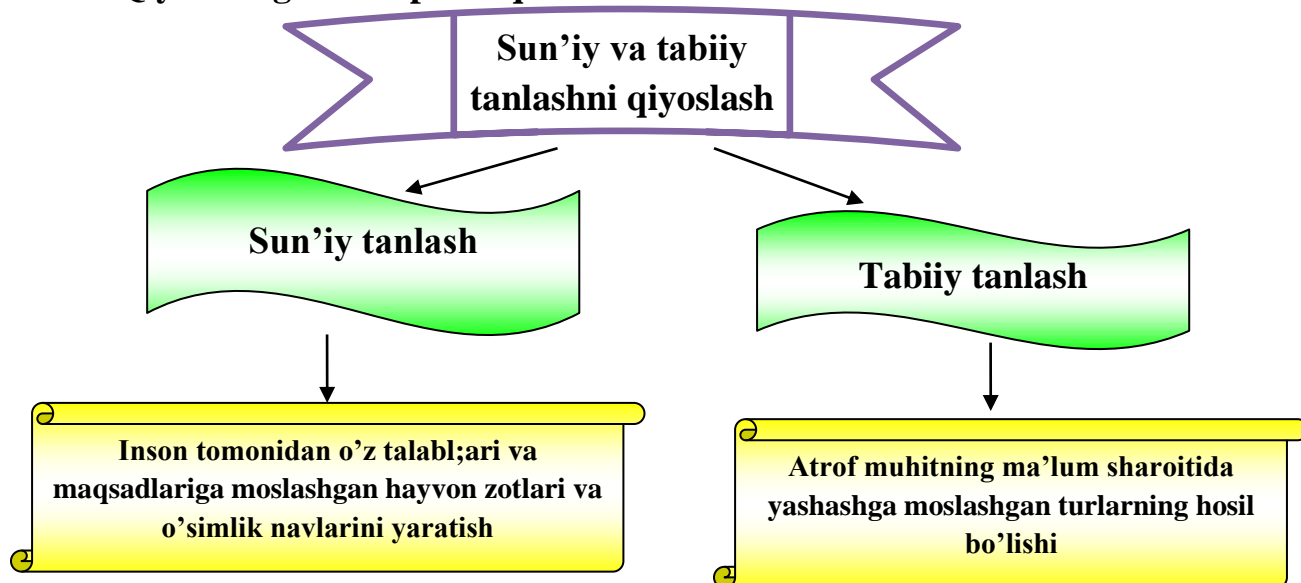 Sun’iy va tabiiy
tanlashni qiyoslash
Sun’iy tanlash
Tabiiy tanlash
Inson tomonidan o’z talabl;ari va
maqsadlariga moslashgan hayvon zotlari va
o’simlik navlarini yaratish
Atrof muhitning ma’lum sharoitida
yashashga moslashgan turlarning hosil
bo’lishi